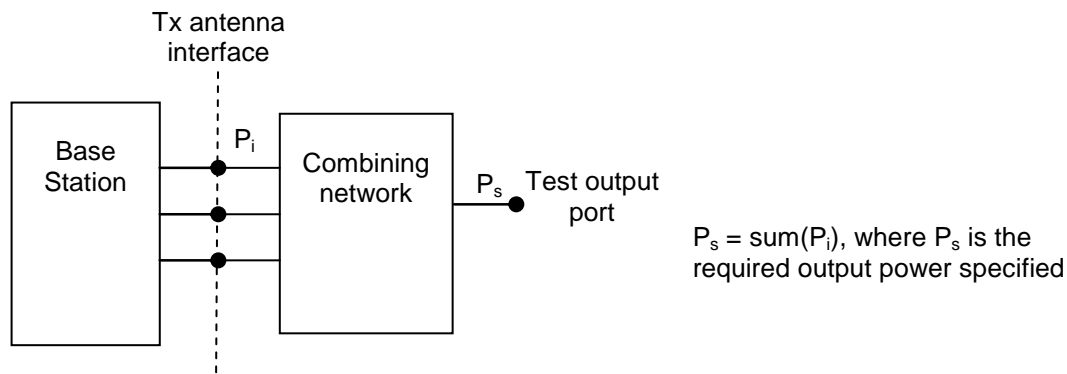 Tx antenna
interface
Base
Station
Pi
Combining
network
Ps
Test output
port
Ps = sum(Pi), where Ps is the
required output power specified